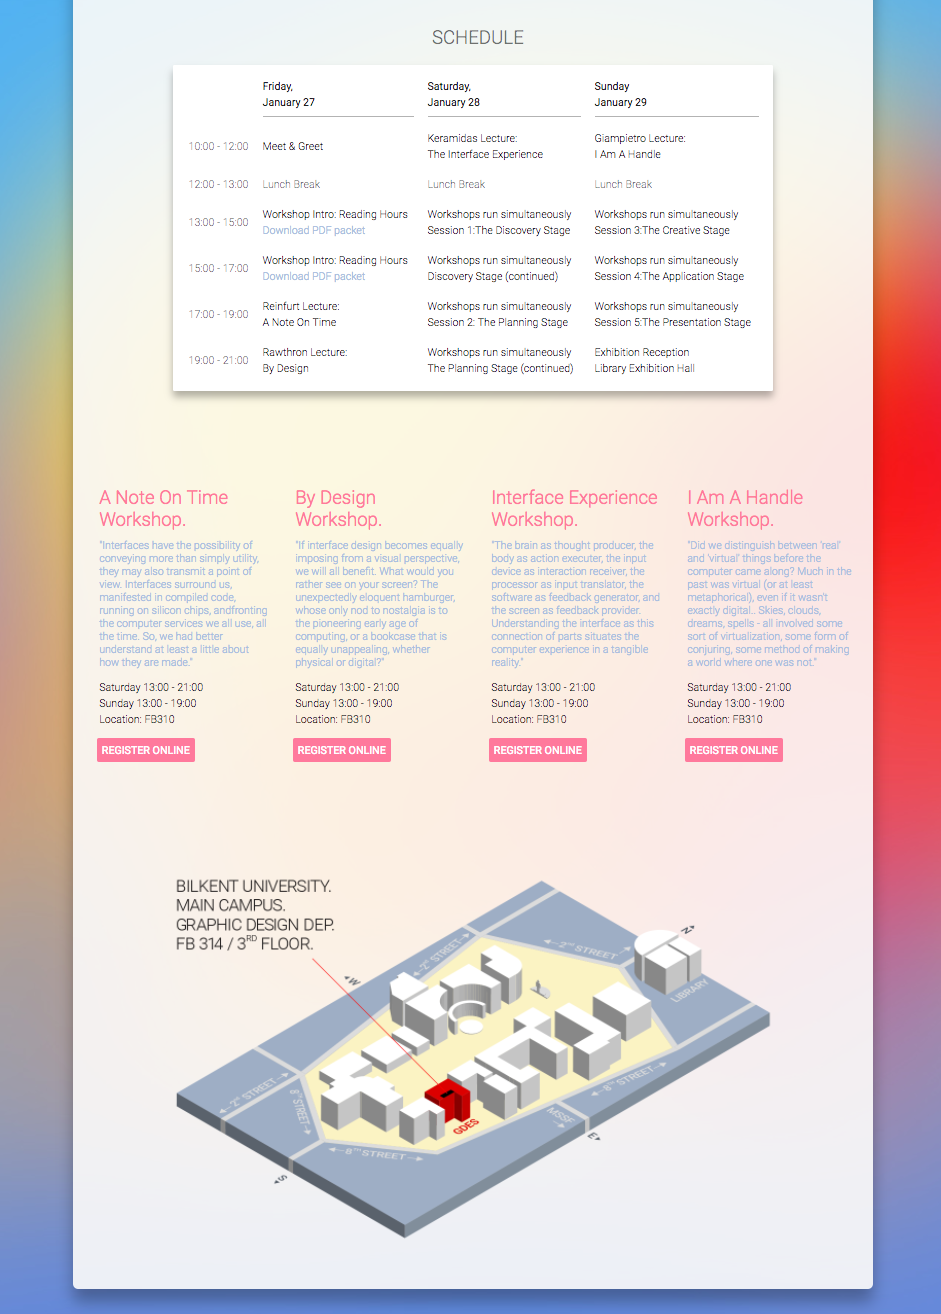 SCHEDULE
Friday, January 27
Saturday, January 28
Sunday January 29
10:00 - 12:00
Meet & Greet
Keramidas Lecture:
The Interface Experience
Giampietro Lecture:
I Am A Handle
12:00 - 13:00
Lunch Break
Lunch Break
Lunch Break
13:00 - 15:00
Workshop Intro: Reading Hours
Download PDF packet
Workshops run simultaneously
Session 1:The Discovery Stage
Workshops run simultaneously
Session 3:The Creative Stage
15:00 - 17:00
Workshop Intro: Reading Hours
Download PDF packet
Workshops run simultaneously
Discovery Stage (continued)
Workshops run simultaneously
Session 4:The Application Stage
17:00 - 19:00
Reinfurt Lecture:
A Note On Time
Workshops run simultaneously
Session 2: The Planning Stage
Workshops run simultaneously
Session 5:The Presentation Stage
19:00 - 21:00
Rawthron Lecture:
By Design
Workshops run simultaneously
The Planning Stage (continued)
Exhibition Reception
Library Exhibition Hall
A Note On Time
Workshop.
"Interfaces have the possibility of
conveying more than simply utility,
they may also transmit a point of
view. Interfaces surround us,
manifested in compiled code,
running on silicon chips, andfronting
the computer services we all use, all
the time. So, we had better
understand at least a little about
how they are made."
Saturday 13:00 - 21:00
Sunday 13:00 - 19:00
Location: FB310
REGISTER ONLINE
By Design
Workshop.
"If interface design becomes equally
imposing from a visual perspective,
we will all benefit. What would you
rather see on your screen? The
unexpectedly eloquent hamburger,
whose only nod to nostalgia is to
the pioneering early age of
computing, or a bookcase that is
equally unappealing, whether
physical or digital?"
Saturday 13:00 - 21:00
Sunday 13:00 - 19:00
Location: FB310
REGISTER ONLINE
Interface Experience
Workshop.
"The brain as thought producer, the
body as action executer, the input
device as interaction receiver, the
processor as input translator, the
software as feedback generator, and
the screen as feedback provider.
Understanding the interface as this
connection of parts situates the
computer experience in a tangible
reality."
Saturday 13:00 - 21:00
Sunday 13:00 - 19:00
Location: FB310
REGISTER ONLINE
I Am A Handle
Workshop.
"Did we distinguish between 'real'
and 'virtual' things before the
computer came along? Much in the
past was virtual (or at least
metaphorical), even if it wasn't
exactly digital.. Skies, clouds,
dreams, spells - all involved some
sort of virtualization, some form of
conjuring, some method of making
a world where one was not."
Saturday 13:00 - 21:00
Sunday 13:00 - 19:00
Location: FB310
REGISTER ONLINE
BILKENT UNIVERSITY.
MAIN CAMPUS.
GRAPHIC DESIGN DEP.
FB 314 / 3RD FLOOR.
N
2ND STREET
2ND STREET
W
LIBRARY
2ND STREET
8TH STREET
8TH STREET
MSSF
GDES
E
8TH STREET
S